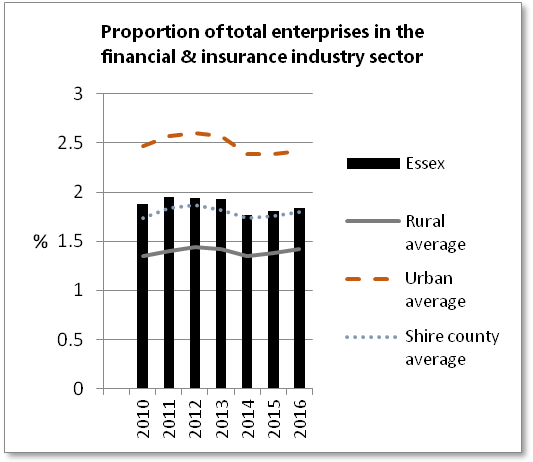 Proportion of total enterprises in the
financial & insurance industry sector
3
2.5
2
1.5
1
0.5
0
%
2010
2011
2012
2013
2014
2015
2016
Essex
Rural
average
Urban
average
Shire county
average